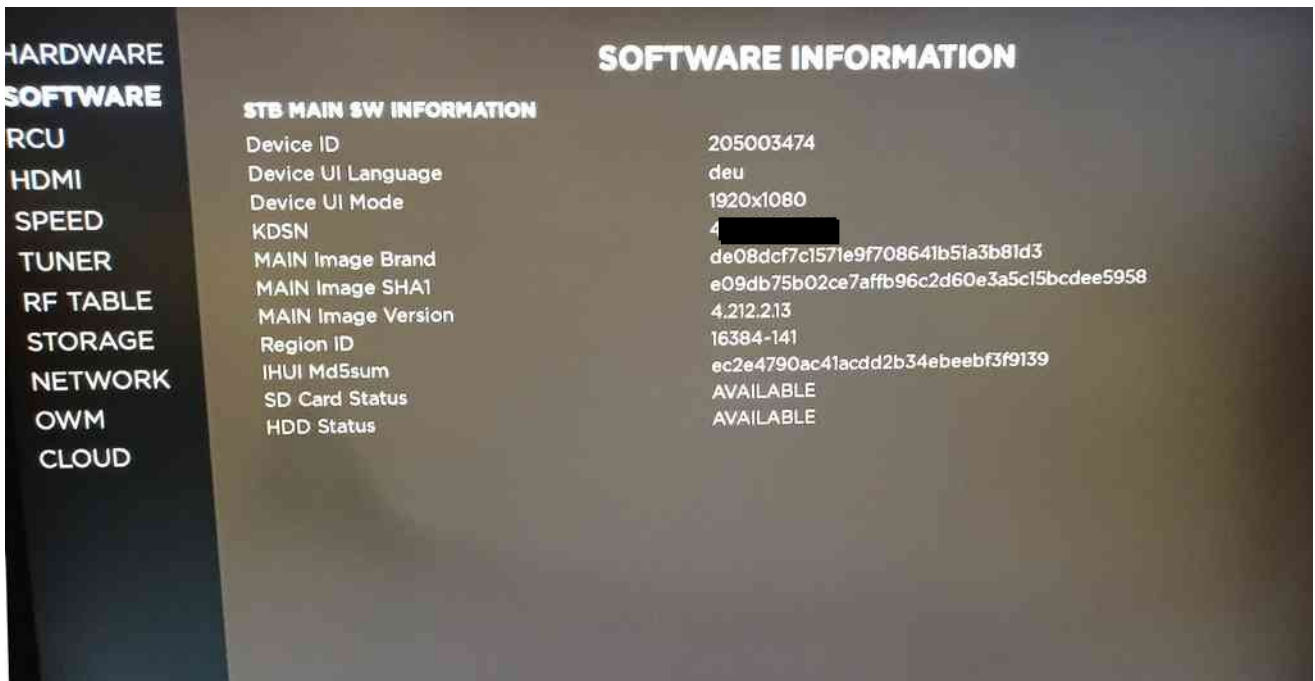 HARDWARE
SOFTWARE
RCU
HDMI
SPEED
TUNER
RF TABLE
STORAGE
NETWORK
OWM
CLOUD
SOFTWARE INFORMATION
STB MAIN SW INFORMATION
Device ID 205003474
Device UI Language deu
Device UI Mode 1920x1080
KDSN 4
MAIN Image Brand de08dcf7c1571e9f708641b51a3b81d3
MAIN Image SHA1 e09db75b02ce7affb96c2d60e3a5c15bcdee5958
MAIN Image Version 4.212.2.13
Region ID 16384-141
IHUI Md5sum ec2e4790ac41acdd2b34ebeebf3f9139
SD Card Status AVAILABLE
HDD Status AVAILABLE